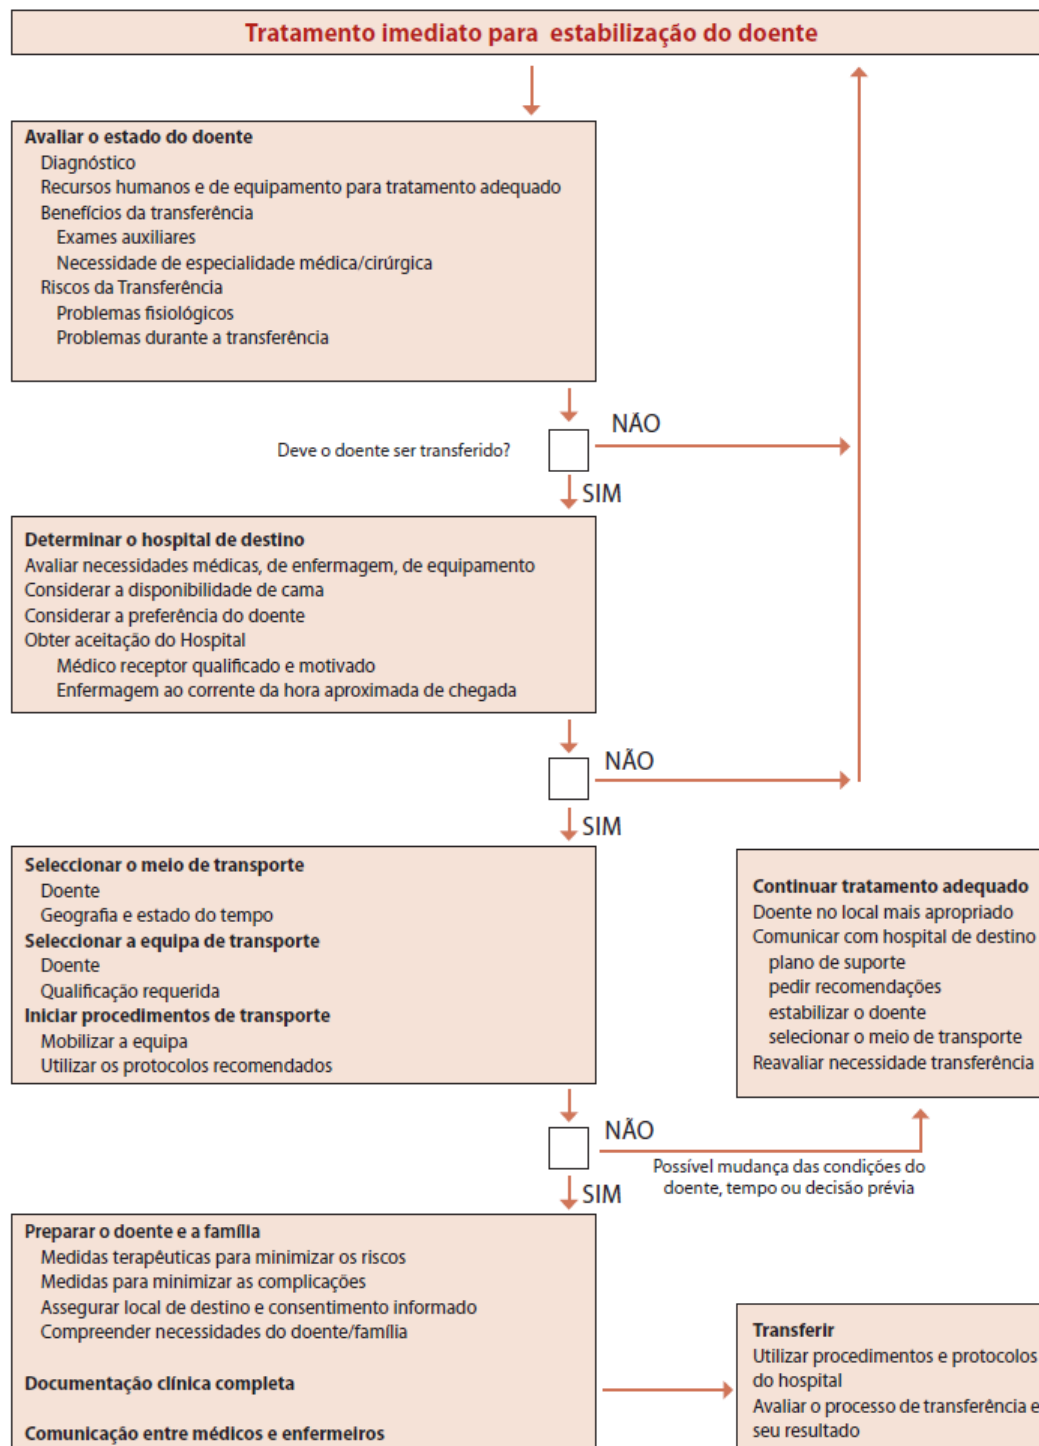 Tratamento imediato para estabilização do doente
Avaliar o estado do doente
Diagnóstico
Recursos humanos e de equipamento para tratamento adequado
Benefícios da transferência
Exames auxiliares
Necessidade de especialidade médica/cirúrgica
Riscos da Transferência
Problemas fisiológicos
Problemas durante a transferência
Deve o doente ser transferido?
NÃO
SIM
Determinar o hospital de destino
Avaliar necessidades médicas, de enfermagem, de equipamento
Considerar a disponibilidade de cama
Considerar a preferência do doente
Obter aceitação do Hospital
Médico receptor qualificado e motivado
Enfermagem ao corrente da hora aproximada de chegada
NÃO
SIM
Seleccionar o meio de transporte
Doente
Geografia e estado do tempo
Seleccionar a equipa de transporte
Doente
Qualificação requerida
Iniciar procedimentos de transporte
Mobilizar a equipa
Utilizar os protocolos recomendados
Continuar tratamento adequado
Doente no local mais apropriado
Comunicar com hospital de destino
plano de suporte
pedir recomendações
estabilizar o doente
selecionar o meio de transporte
Reavaliar necessidade transferência
NÃO
Possível mudança das condições do
doente, tempo ou decisão prévia
SIM
Preparar o doente e a família
Medidas terapêuticas para minimizar os riscos
Medidas para minimizar as complicações
Assegurar local de destino e consentimento informado
Compreender necessidades do doente/família
Documentação clínica completa
Comunicação entre médicos e enfermeiros
Transferir
Utilizar procedimentos e protocolos
do hospital
Avaliar o processo de transferência e
seu resultado